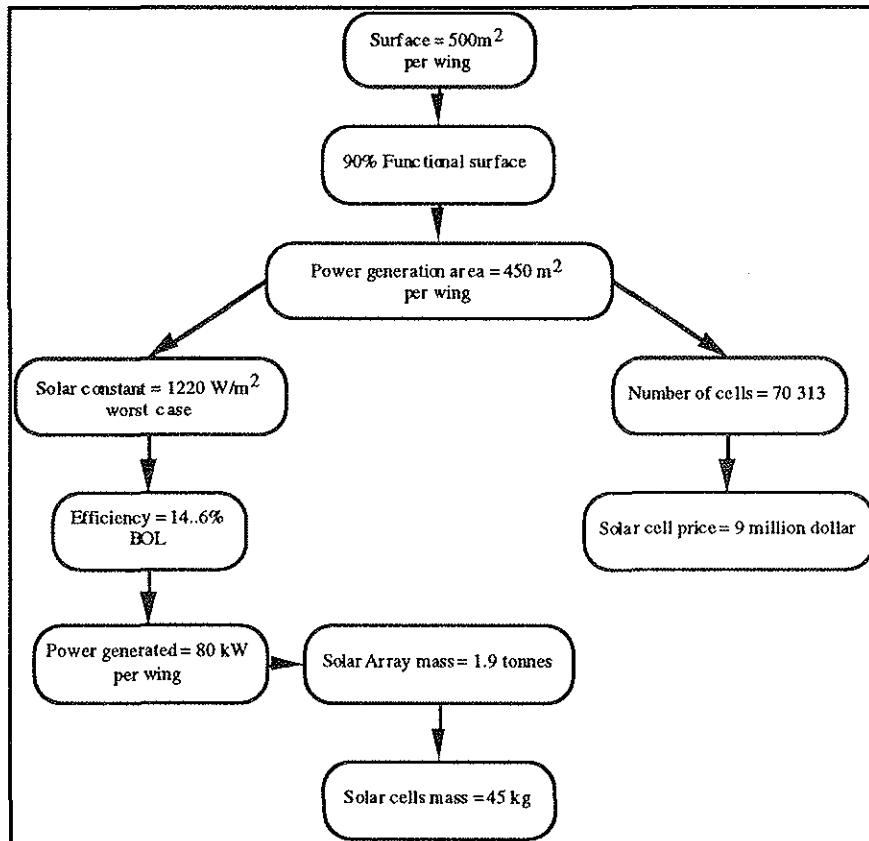 Surface = 500m²
per wing
90% Functional surface
Power generation area = 450 m²
per wing
Solar constant = 1220 W/m²
worst case
Number of cells = 70 313
Efficiency = 14..6%
BOL
Solar cell price = 9 million dollar
Power generated = 80 kW
per wing
Solar Array mass = 1.9 tonnes
Solar cells mass = 45 kg